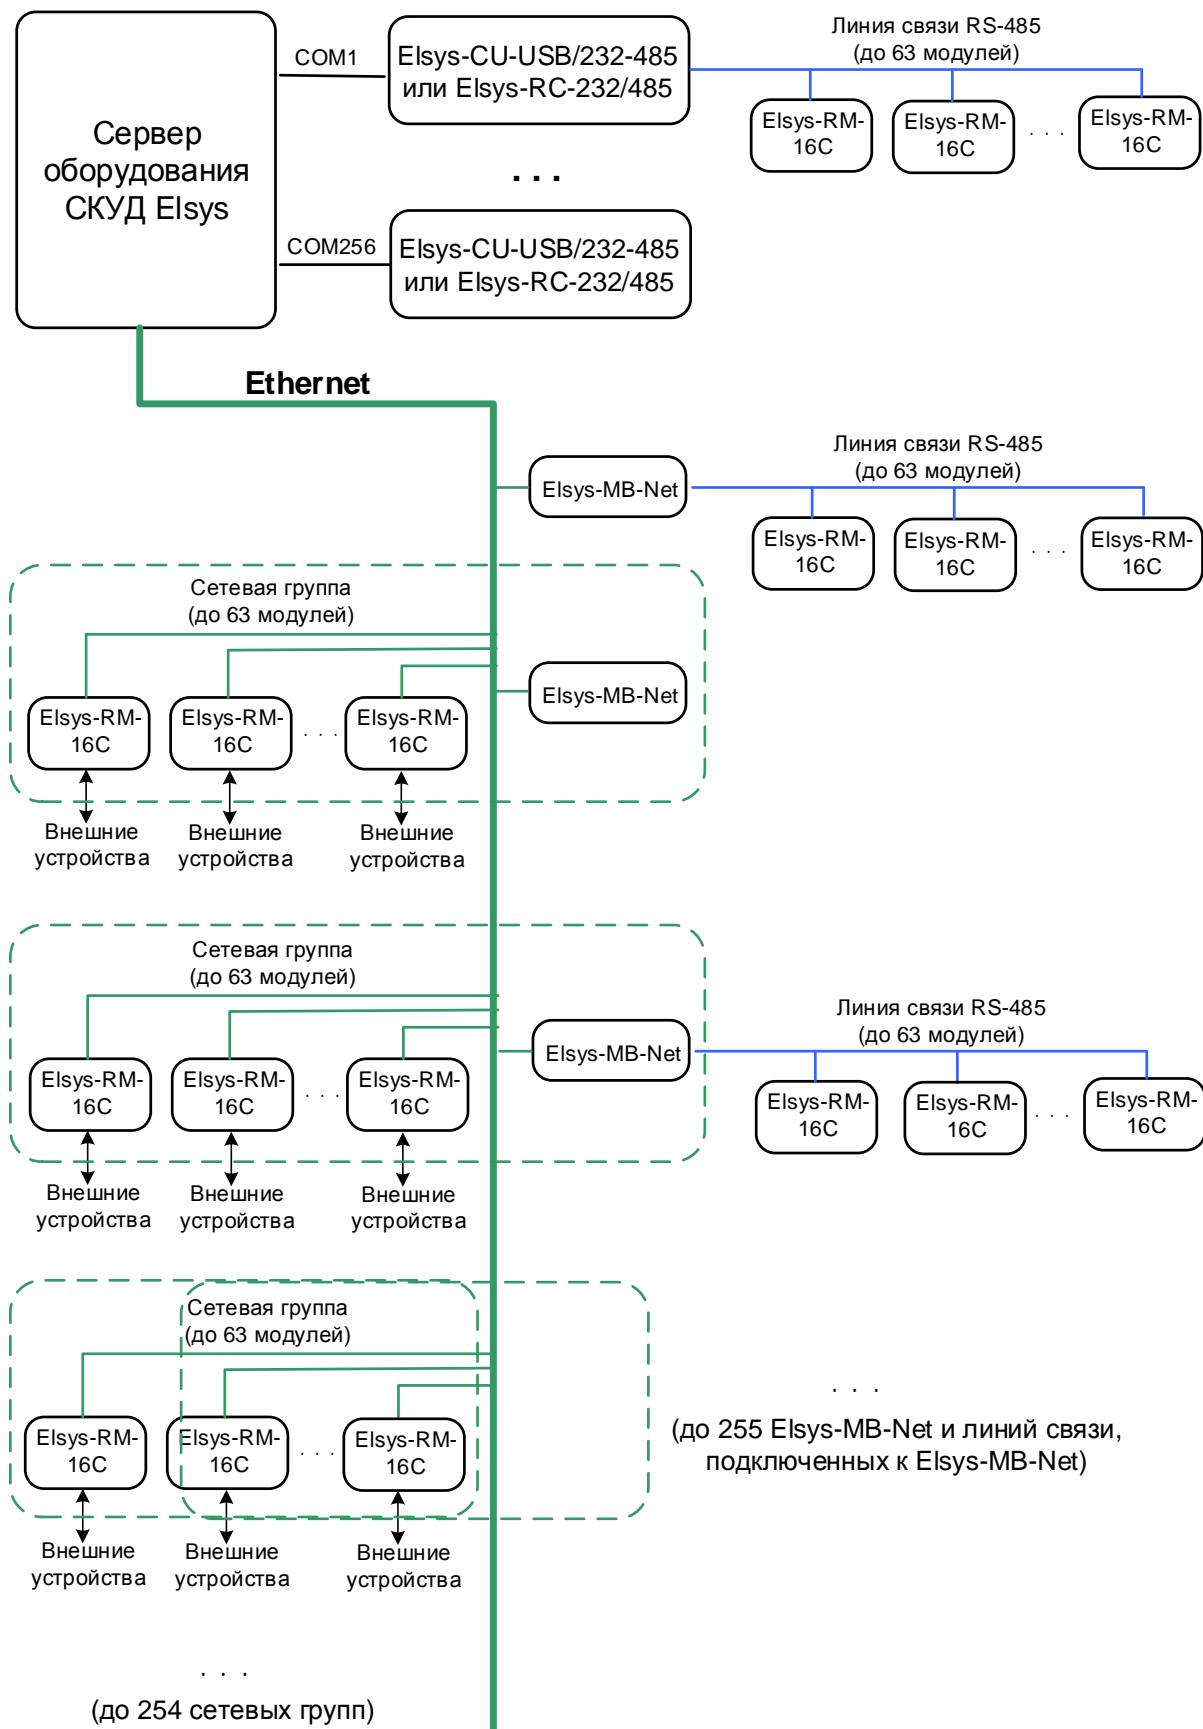 Сервер
оборудования
СКУД Elsys
COM1
Elsys-CU-USB/232-485
или Elsys-RC-232/485
Линия связи RS-485
(до 63 модулей)
Elsys-RM-
16C
Elsys-RM-
16C
. . .
Elsys-RM-
16C
. . .
COM256
Elsys-CU-USB/232-485
или Elsys-RC-232/485
Ethernet
Elsys-MB-Net
Линия связи RS-485
(до 63 модулей)
Elsys-RM-
16C
Elsys-RM-
16C
. . .
Elsys-RM-
16C
Сетевая группа
(до 63 модулей)
Elsys-MB-Net
Elsys-RM-
16C
Elsys-RM-
16C
. . .
Elsys-RM-
16C
Внешние
устройства
Внешние
устройства
Внешние
устройства
Сетевая группа
(до 63 модулей)
Elsys-MB-Net
Линия связи RS-485
(до 63 модулей)
Elsys-RM-
16C
Elsys-RM-
16C
. . .
Elsys-RM-
16C
Elsys-RM-
16C
Elsys-RM-
16C
. . .
Elsys-RM-
16C
Внешние
устройства
Внешние
устройства
Внешние
устройства
Сетевая группа
(до 63 модулей)
Elsys-RM-
16C
Elsys-RM-
16C
. . .
Elsys-RM-
16C
. . .
(до 255 Elsys-MB-Net и линий связи,
подключенных к Elsys-MB-Net)
Внешние
устройства
Внешние
устройства
Внешние
устройства
. . .
(до 254 сетевых групп)